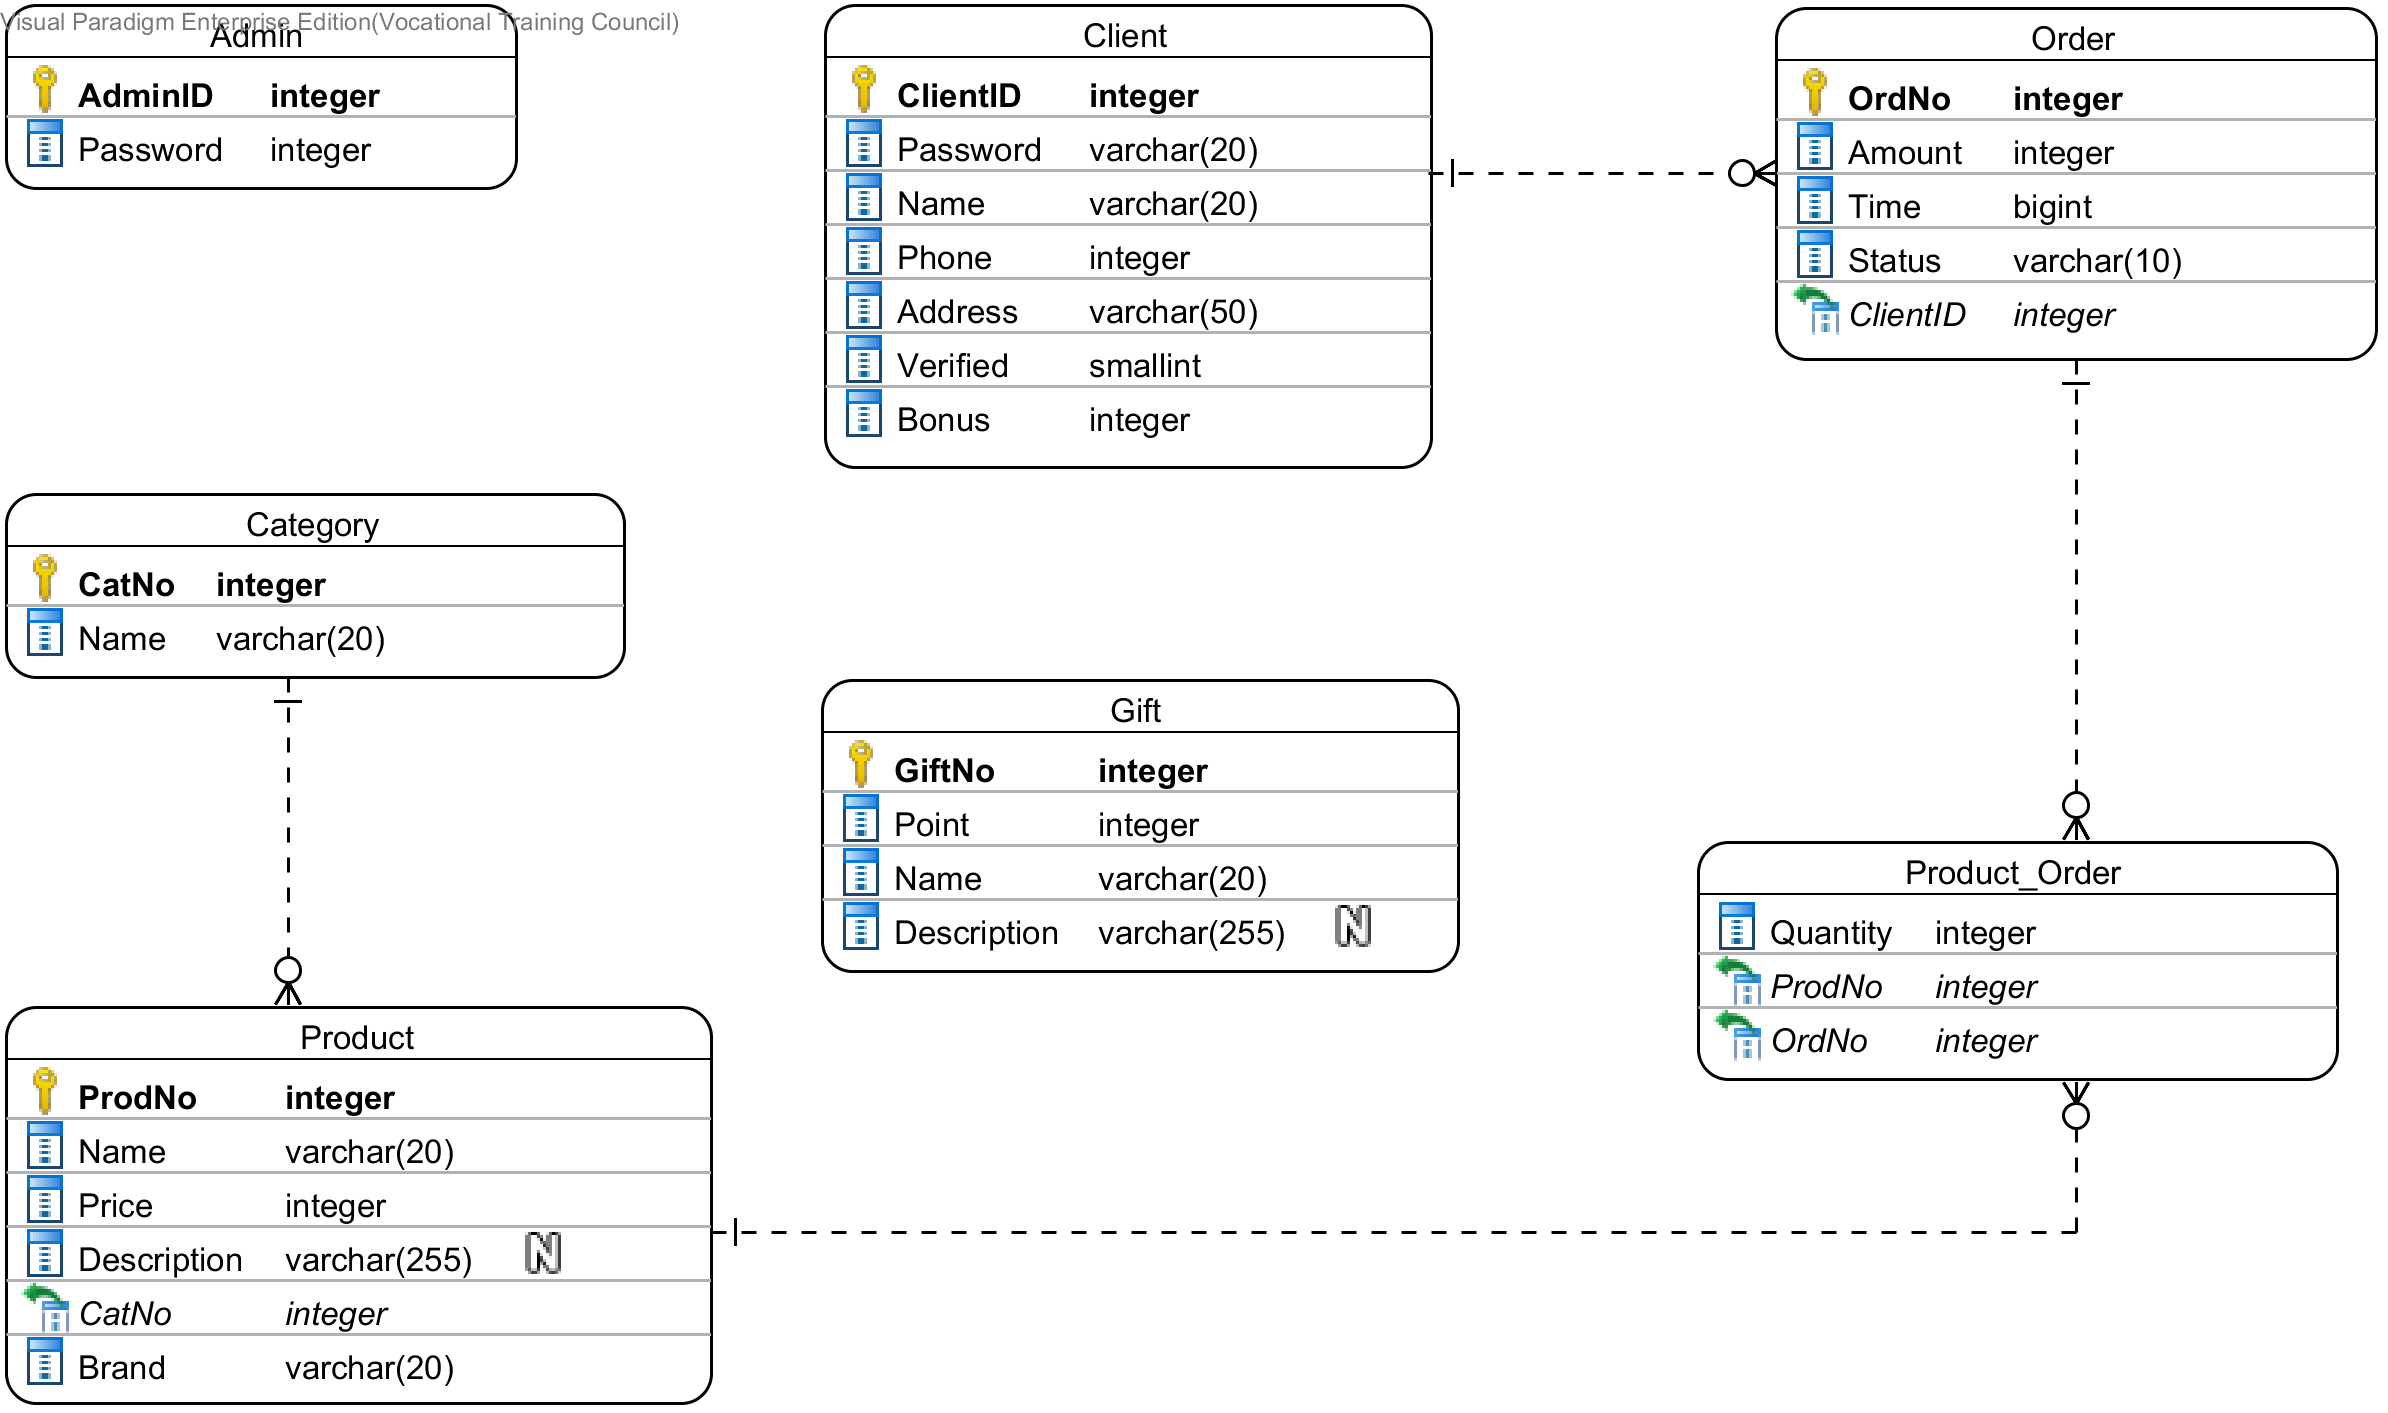 Visual Paradigm Enterprise Edition(Vocational Training Council)
Admin
AdminID integer
Password integer
Client
ClientID integer
Password varchar(20)
Name varchar(20)
Phone integer
Address varchar(50)
Verified smallint
Bonus integer
Order
OrdNo integer
Amount integer
Time bigint
Status varchar(10)
ClientID integer
Category
CatNo integer
Name varchar(20)
Gift
GiftNo integer
Point integer
Name varchar(20)
Description varchar(255) N
Product_Order
Quantity integer
ProdNo integer
OrdNo integer
Product
ProdNo integer
Name varchar(20)
Price integer
Description varchar(255) N
CatNo integer
Brand varchar(20)